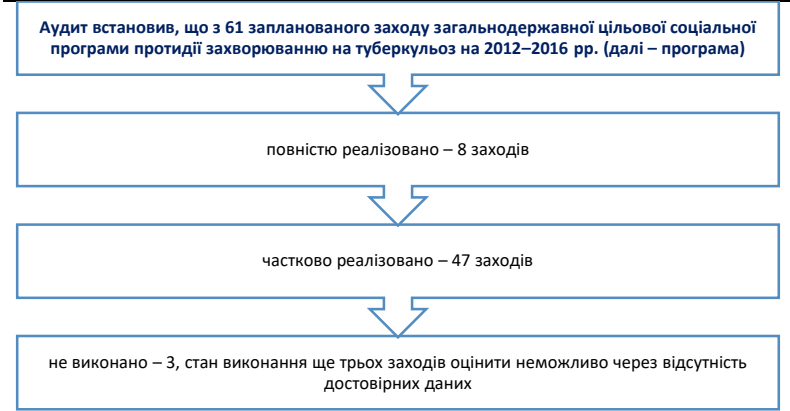 Аудит встановив, що з 61 запланованого заходу загальнодержавної цільової соціальної
програми протидії захворюванню на туберкульоз на 2012–2016 рр. (далі – програма)
повністю реалізовано – 8 заходів
частково реалізовано – 47 заходів
не виконано – 3, стан виконання ще трьох заходів оцінити неможливо через відсутність
достовірних даних